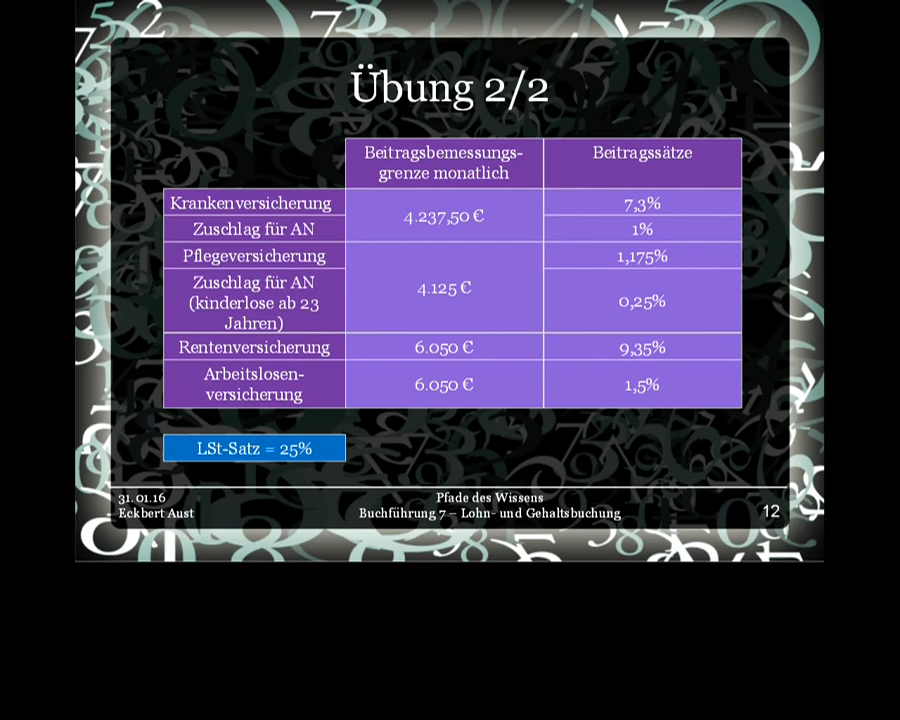 Übung 2/2
Beitragsbemessungs-
grenze monatlich
Beitragssätze
Krankenversicherung
4.237,50 €
7,3%
Zuschlag für AN
1%
Pflegeversicherung
4.125 €
1,175%
Zuschlag für AN
(kinderlose ab 23
Jahren)
0,25%
Rentenversicherung
6.050 €
9,35%
Arbeitslosen-
versicherung
6.050 €
1,5%
LSt-Satz = 25%
31.01.16
Eckbert Aust
Pfade des Wissens
Buchführung 7 – Lohn- und Gehaltsbuchung
12